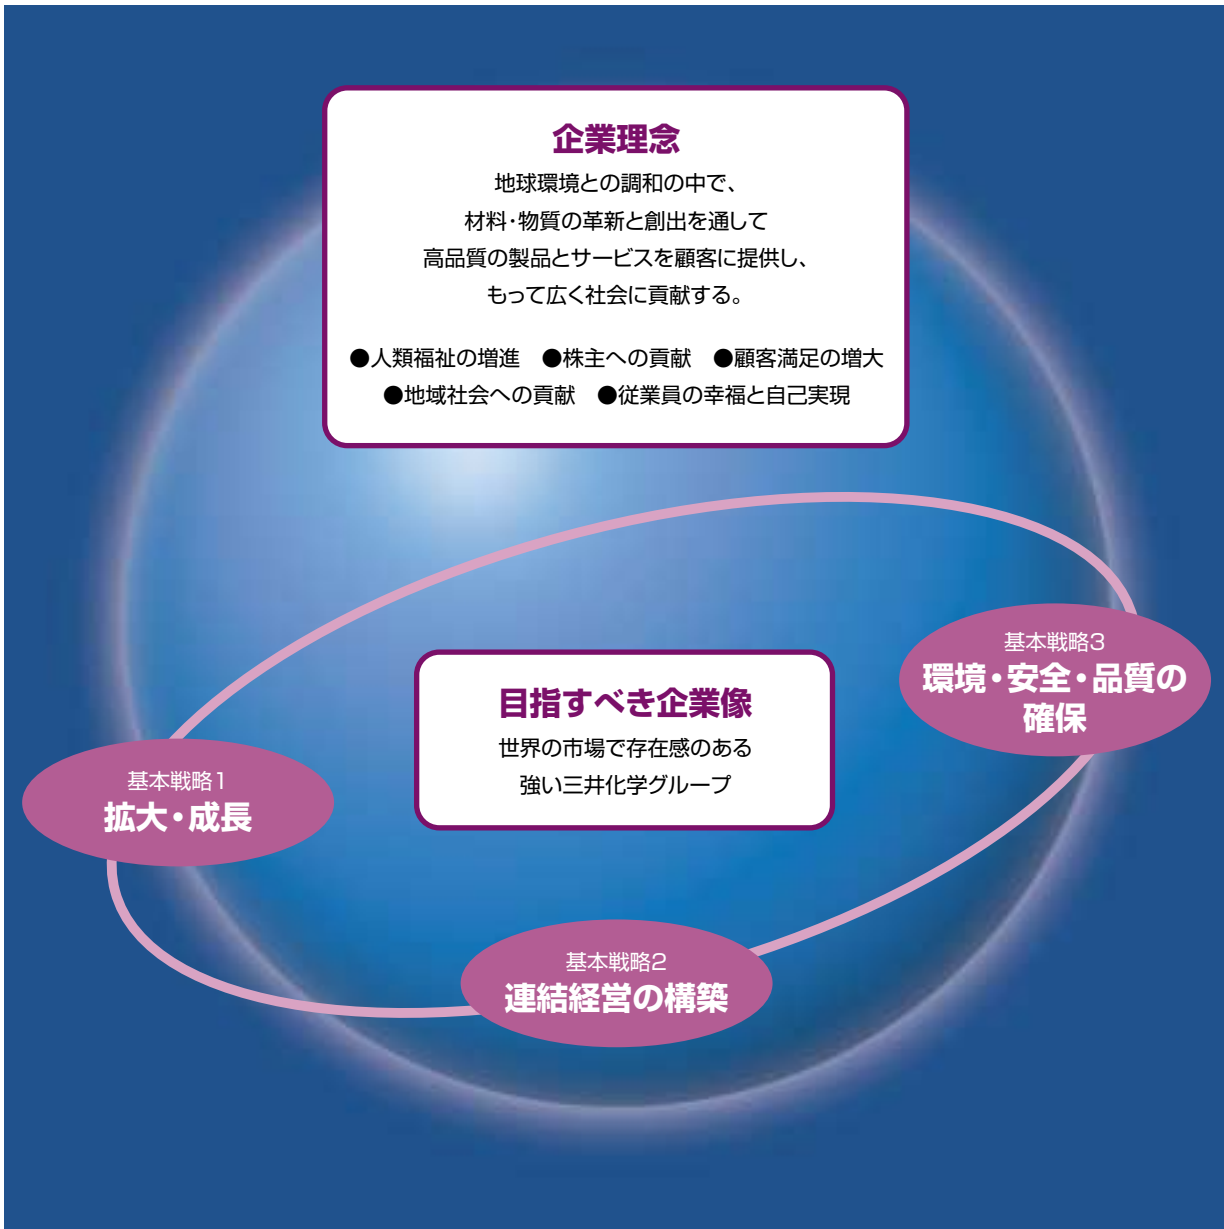 企業理念
地球環境との調和の中で、
材料・物質の革新と創出を通して
高品質の製品とサービスを顧客に提供し、
もって広く社会に貢献する。
●人類福祉の増進　●株主への貢献　●顧客満足の増大
●地域社会への貢献　●従業員の幸福と自己実現
基本戦略3
環境・安全・品質の
確保
目指すべき企業像
世界の市場で存在感のある
強い三井化学グループ
基本戦略1
拡大・成長
基本戦略2
連結経営の構築